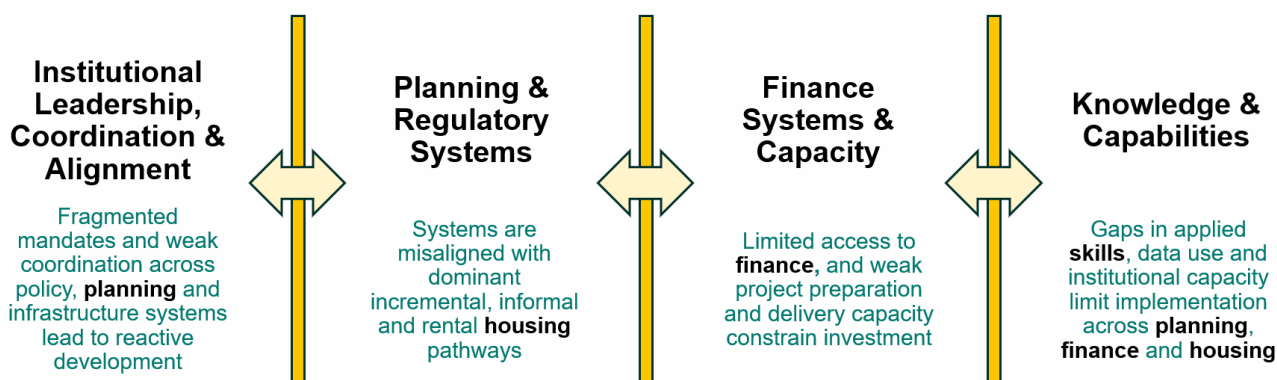 Institutional
Leadership,
Coordination &
Alignment
Fragmented
mandates and weak
coordination across
policy, planning and
infrastructure systems
lead to reactive
development
Planning &
Regulatory
Systems
Systems are
misaligned with
dominant
incremental, informal
and rental housing
pathways
Finance
Systems &
Capacity
Limited access to
finance, and weak
project preparation
and delivery capacity
constrain investment
Knowledge &
Capabilities
Gaps in applied
skills, data use and
institutional capacity
limit implementation
across planning,
finance and housing